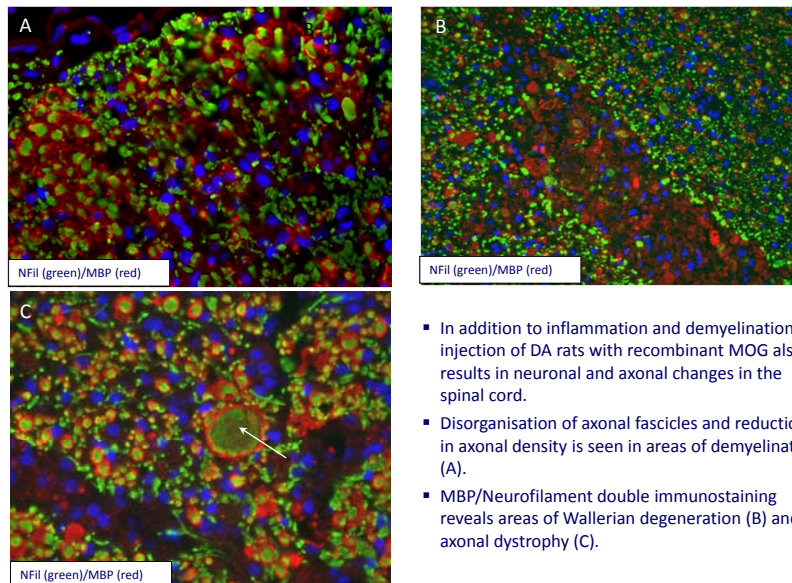 A
B
NFil (green)/MBP (red)
B
NFil (green)/MBP (red)
C
NFil (green)/MBP (red)
▪ In addition to inflammation and demyelination
injection of DA rats with recombinant MOG als
results in neuronal and axonal changes in the
spinal cord.
▪ Disorganisation of axonal fascicles and reductio
in axonal density is seen in areas of demyelinat
(A).
▪ MBP/Neurofilament double immunostaining
reveals areas of Wallerian degeneration (B) and
axonal dystrophy (C).